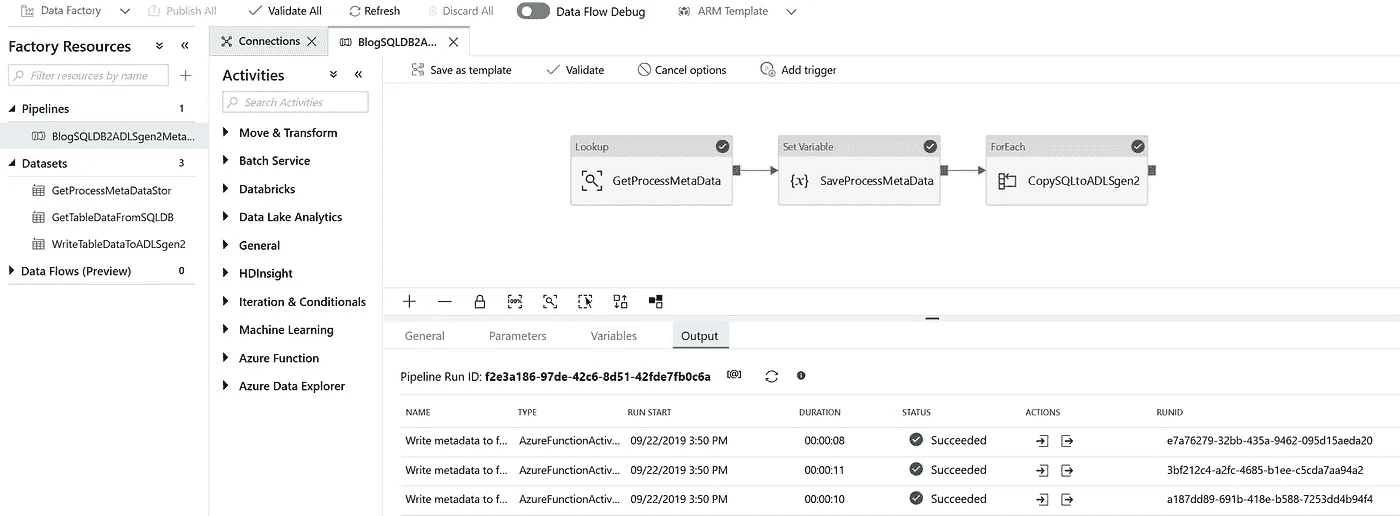 Data Factory Publish All Validate All Refresh Discard All Data Flow Debug ARM Template
Factory Resources
Filter resources by name
Pipelines 1
BlogSQLDB2ADLSgen2Meta...
Datasets 3
GetProcessMetaDataStor
GetTableDataFromSQLDB
WriteTableDataToADLSgen2
Data Flows (Preview) 0
Connections BlogSQLDB2A...
Activities
Search Activities
Move & Transform
Batch Service
Databricks
Data Lake Analytics
General
HDInsight
Iteration & Conditionals
Machine Learning
Azure Function
Azure Data Explorer
Save as template Validate Cancel options Add trigger
Lookup
GetProcessMetaData
Set Variable
{x} SaveProcessMetaData
ForEach
CopySQLtoADLSgen2
100%
General Parameters Variables Output
Pipeline Run ID: f2e3a186-97de-42c6-8d51-42fde7fb0c6a [@]
NAME TYPE RUN START DURATION STATUS ACTIONS RUNID
Write metadata to f... AzureFunctionActiv... 09/22/2019 3:50 PM 00:00:08 Succeeded e7a76279-32bb-435a-9462-095d15aeda20
Write metadata to f... AzureFunctionActiv... 09/22/2019 3:50 PM 00:00:11 Succeeded 3bf212c4-a2fc-4685-b1ee-c5cda7aa94a2
Write metadata to f... AzureFunctionActiv... 09/22/2019 3:50 PM 00:00:10 Succeeded a187dd89-691b-418e-b588-7253dd4b94f4